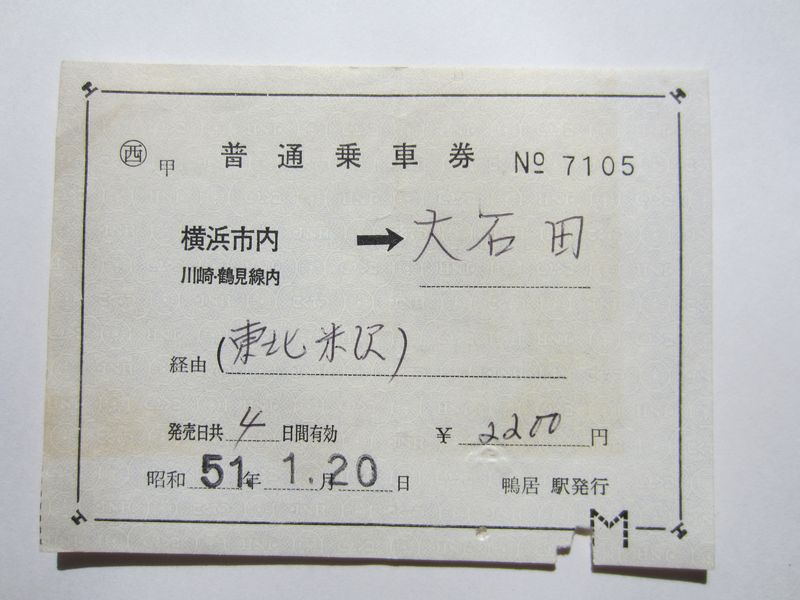 ㊄ 甲 普通乗車券 No 7105
横浜市内 → 大石田
川崎・鶴見線内
経由 (東北米沢)
発売日共 4 日間有効 ¥ 2200 円
昭和 51年 1.月20日 鴨居 駅発行